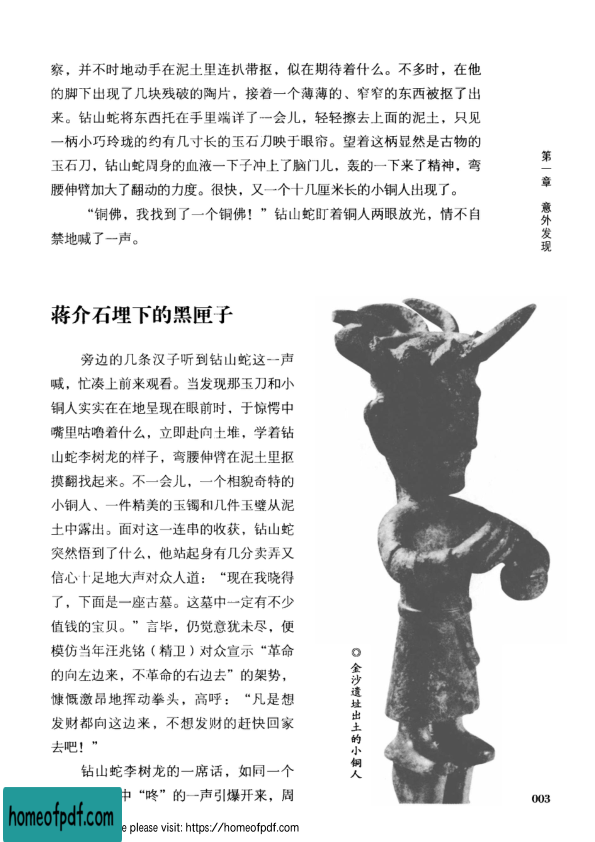 察，并不时地动手在泥土里连扒带抠，似在期待着什么。不多时，在他
的脚下出现了几块残破的陶片，接着一个薄薄的、窄窄的东西被抠了出
来。钻山蛇将东西托在手里端详了一会儿，轻轻擦去上面的泥土，只见
一柄小巧玲珑的约有几寸长的玉石刀映于眼帘。望着这柄显然是古物的
玉石刀，钻山蛇周身的血液一下子冲上了脑门儿，轰的一下来了精神，弯
腰伸臂加大了翻动的力度。很快，又一个十几厘米长的小铜人出现了。
“铜佛，我找到了一个铜佛！”钻山蛇盯着铜人两眼放光，情不自
禁地喊了一声。
第一章 意外发现
蒋介石埋下的黑匣子
旁边的几条汉子听到钻山蛇这一声
喊，忙凑上前来观看。当发现那玉刀和小
铜人实实在在地呈现在眼前时，于惊愕中
嘴里咕噜着什么，立即赴向土堆，学着钻
山蛇李树龙的样子，弯腰伸臂在泥土里抠
摸翻找起来。不一会儿，一个相貌奇特的
小铜人、一件精美的玉镯和几件玉璧从泥
土中露出。面对这一连串的收获，钻山蛇
突然悟到了什么，他站起身有几分卖弄又
信心十足地大声对众人道：“现在我晓得
了，下面是一座古墓。这墓中一定有不少
值钱的宝贝。”言毕，仍觉意犹未尽，便
模仿当年汪兆铭（精卫）对众宣示“革命
的向左边来，不革命的右边去”的架势，
慷慨激昂地挥动拳头，高呼：“凡是想
发财都向这边来，不想发财的赶快回家
去吧！”
钻山蛇李树龙的一席话，如同一个
中“咚”的一声引爆开来，周
◎金沙遗址出土的小铜人
003
homeofpdf.com
e please visit: https://homeofpdf.com